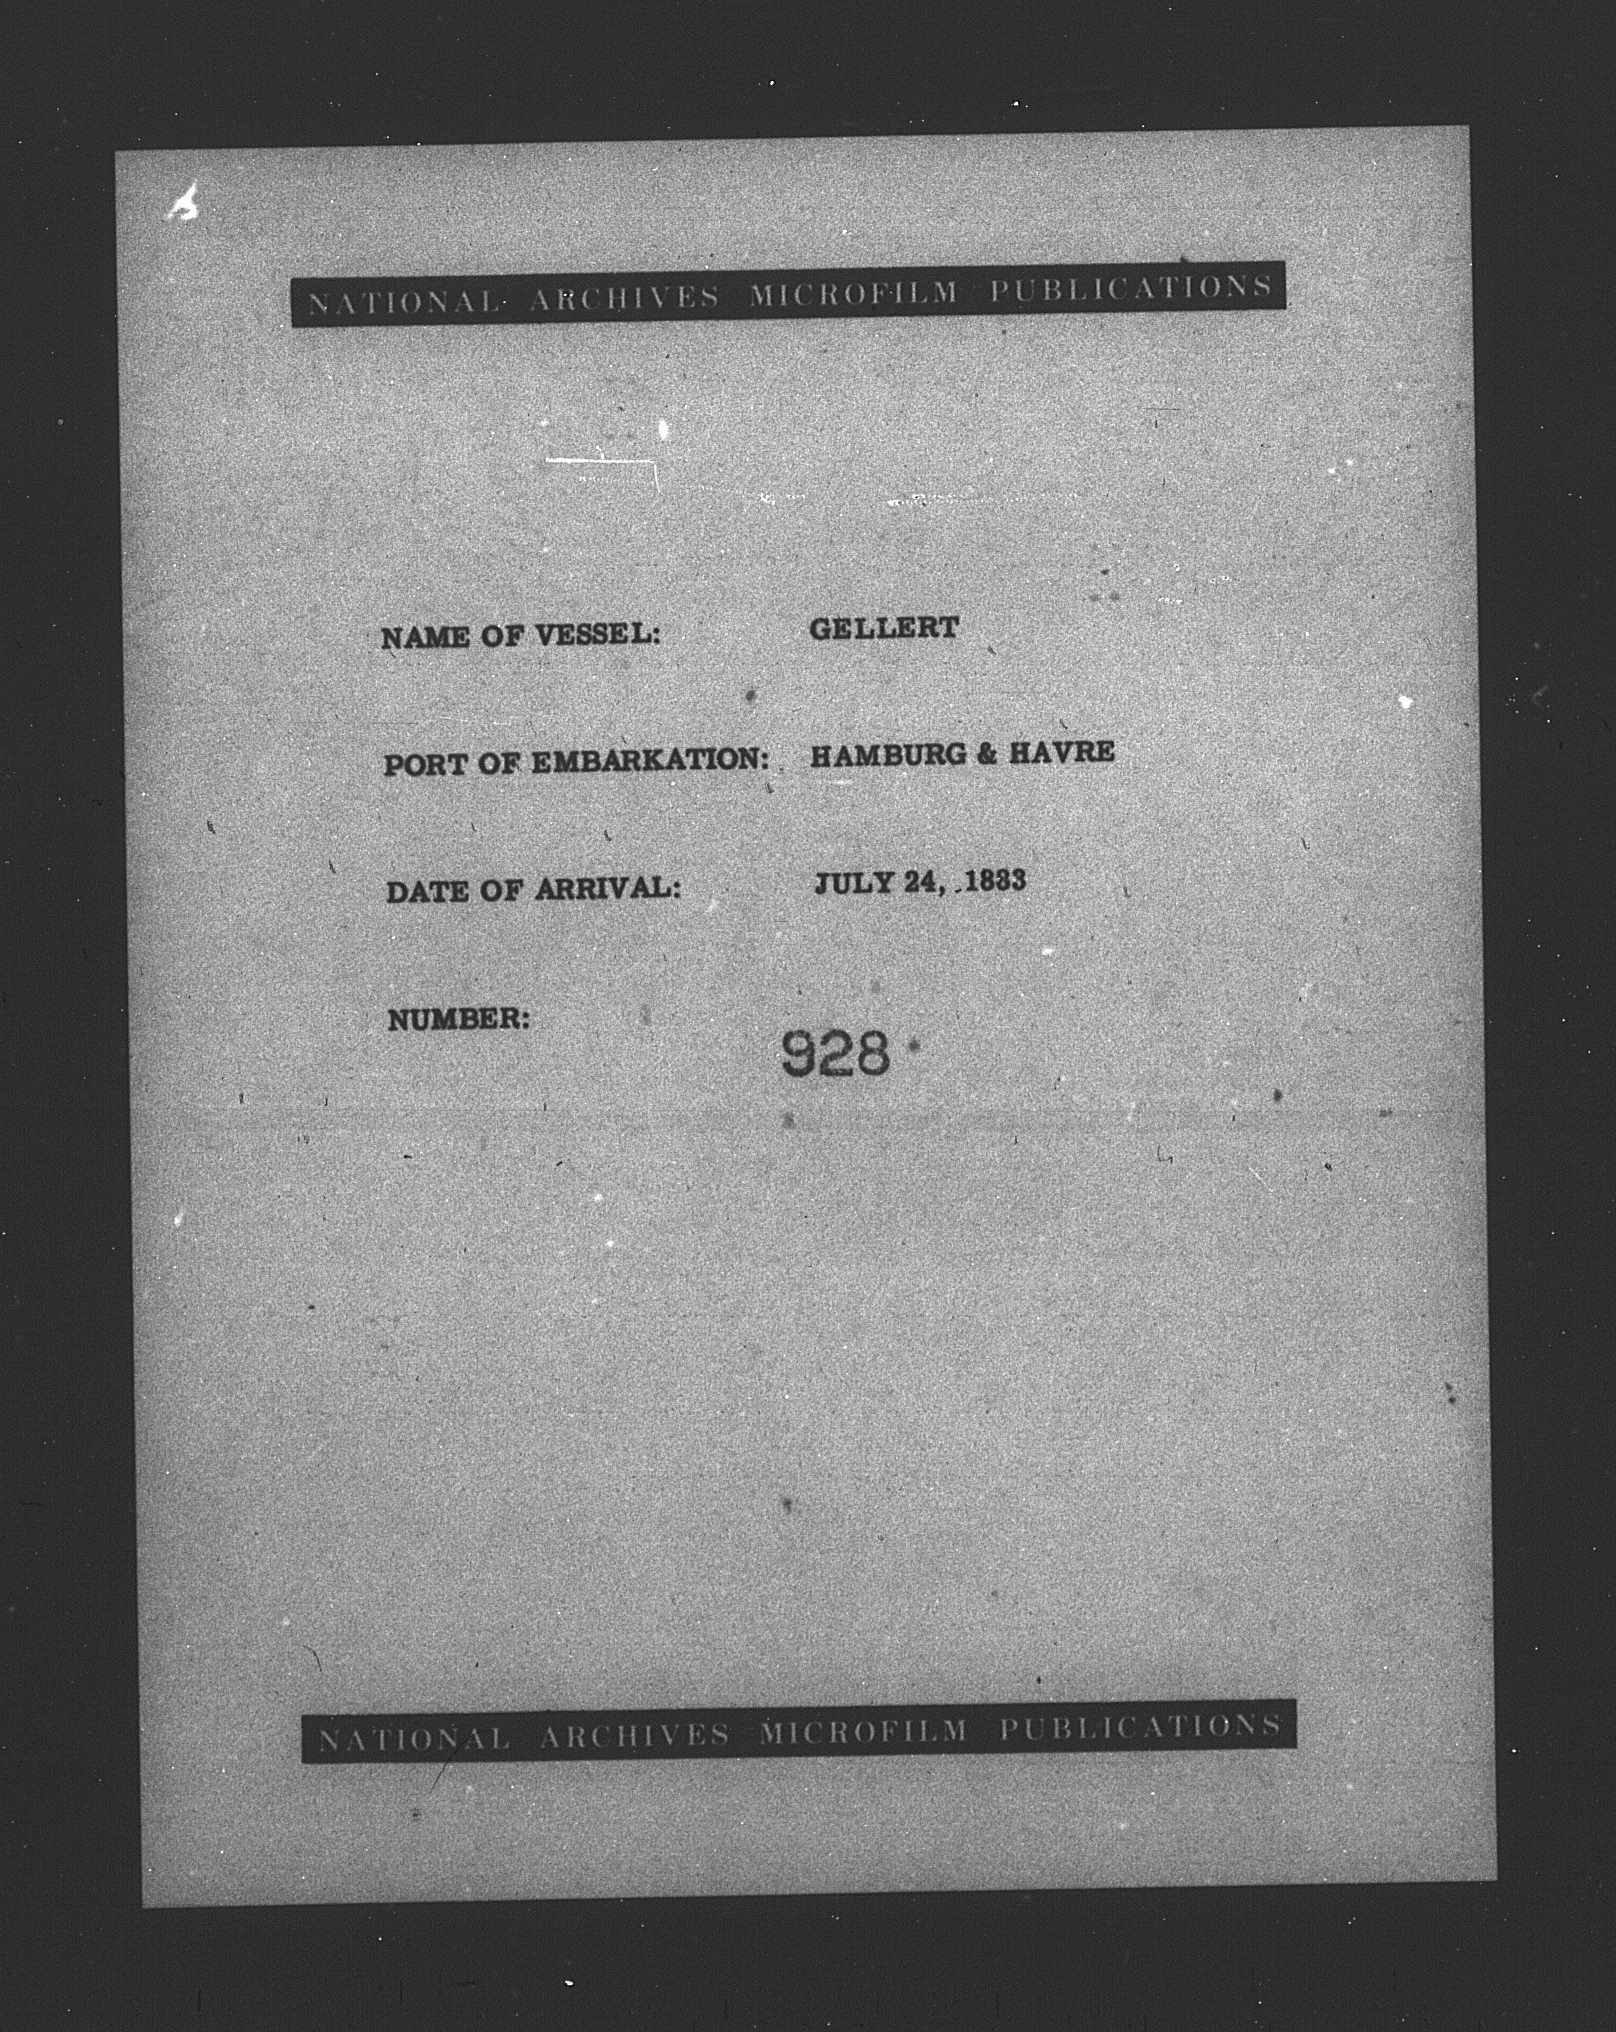 NATIONAL ARCHIVES MICROFILM PUBLICATIONS
NAME OF VESSEL: GELLERT
PORT OF EMBARKATION: HAMBURG & HAVRE
DATE OF ARRIVAL: JULY 24, 1883
NUMBER: 928
NATIONAL ARCHIVES MICROFILM PUBLICATIONS